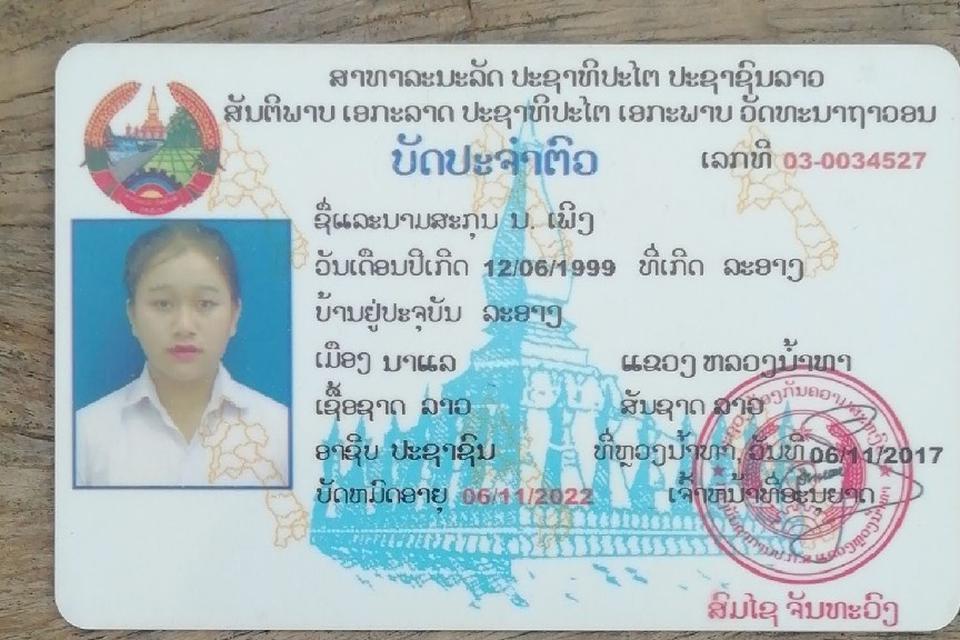 ສາທາລະນະລັດ ປະຊາທິປະໄຕ ປະຊາຊົນລາວ
ສັນຕິພາບ ເອກະລາດ ປະຊາທິປະໄຕ ເອກະພາບ ວັດທະນາຖາວອນ
ບັດປະຈຳຕົວ
ເລກທີ 03-0034527
ຊື່ແລະນາມສະກຸນ ນ. ເພິງ
ວັນເດືອນປີເກີດ 12/06/1999 ທີ່ເກີດ ລະອາງ
ບ້ານຢູ່ປະຈຸບັນ ລະອາງ
ເມືອງ ນາແລ ແຂວງ ຫລວງນ້ຳທາ
ເຊື້ອຊາດ ລາວ ສັນຊາດ ລາວ
ອາຊີບ ປະຊາຊົນ ທີ່ຫຼວງນ້ຳທາ, ວັນທີ 06/11/2017
ບັດຫມົດອາຍຸ 06/11/2022 ເຈົ້າຫນ້າທີ່ອະນຸຍາດ
ສົມໄຊ ຈັນທະວົງ